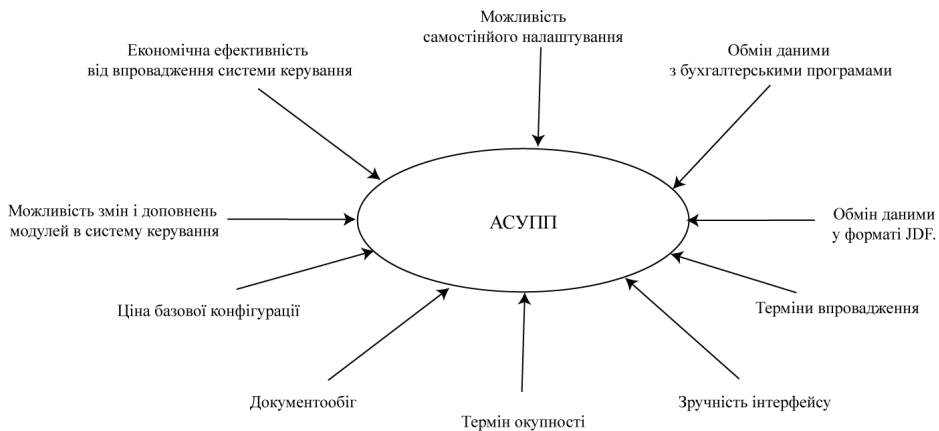 Можливість
самостінйого налаштування
Економічна ефективність
від впровадження системи керування
Обмін даними
з бухгалтерськими програмами
Можливість змін і доповнень
модулей в систему керування
АСУПП
Обмін даними
у форматі JDF.
Ціна базової конфігурації
Терміни впровадження
Документообіг
Термін окупності
Зручність інтерфейсу